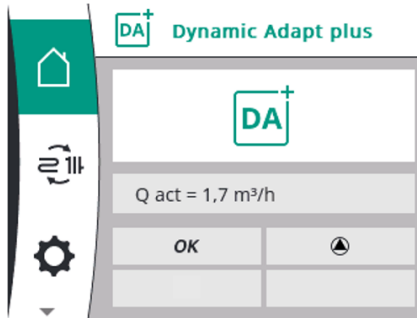 DA+ Dynamic Adapt plus
DA+
Q act = 1,7 m³/h
OK